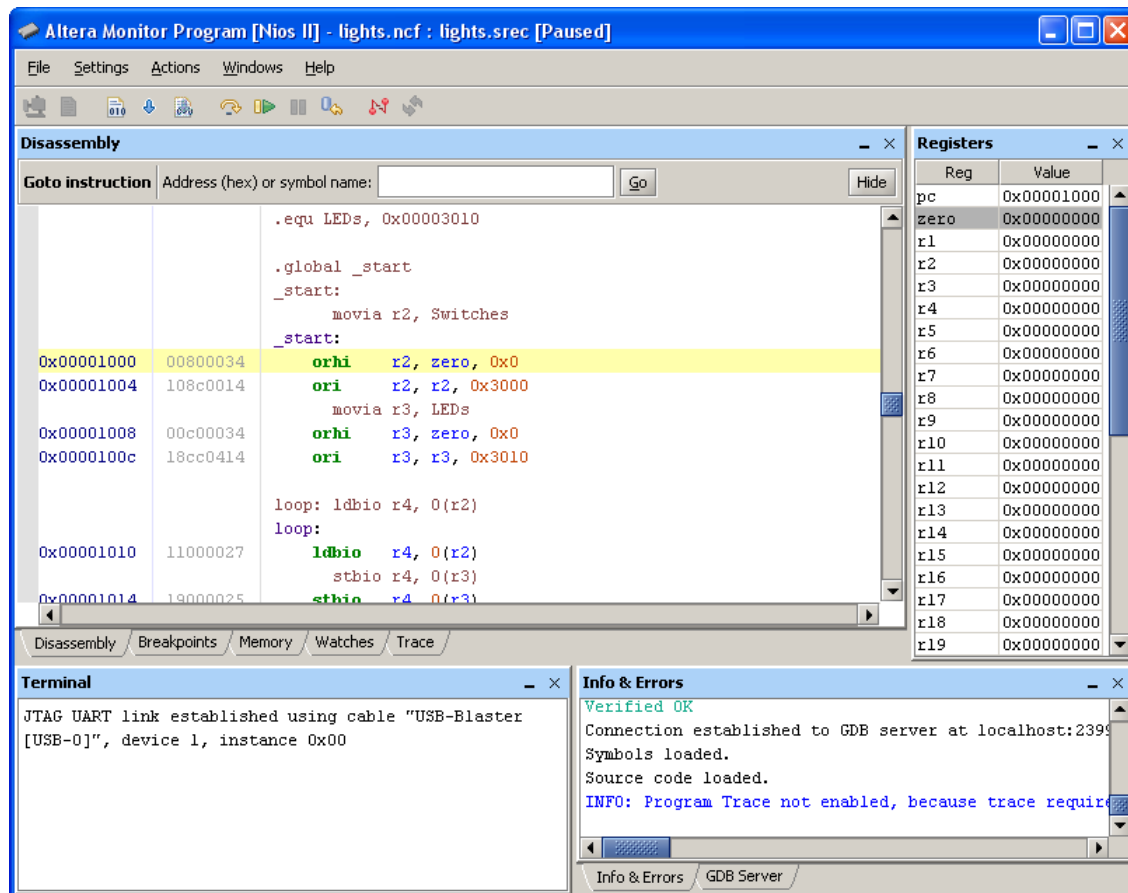 Altera Monitor Program [Nios II] - lights.ncf : lights.srec [Paused]
File Settings Actions Windows Help
Disassembly
Goto instruction Address (hex) or symbol name: Go Hide
.equ LEDs, 0x00003010
.global _start
_start:
movia r2, Switches
_start:
0x00001000 00800034 orhi r2, zero, 0x0
0x00001004 108c0014 ori r2, r2, 0x3000
movia r3, LEDs
0x00001008 00c00034 orhi r3, zero, 0x0
0x0000100c 18cc0414 ori r3, r3, 0x3010
loop: ldbio r4, 0(r2)
loop:
0x00001010 11000027 ldbio r4, 0(r2)
stbio r4, 0(r3)
0x00001014 19000025 stbio r4, 0(r3)
Disassembly Breakpoints Memory Watches Trace
Registers
Reg Value
pc 0x00001000
zero 0x00000000
r1 0x00000000
r2 0x00000000
r3 0x00000000
r4 0x00000000
r5 0x00000000
r6 0x00000000
r7 0x00000000
r8 0x00000000
r9 0x00000000
r10 0x00000000
r11 0x00000000
r12 0x00000000
r13 0x00000000
r14 0x00000000
r15 0x00000000
r16 0x00000000
r17 0x00000000
r18 0x00000000
r19 0x00000000
Terminal
JTAG UART link established using cable "USB-Blaster
[USB-0]", device 1, instance 0x00
Info & Errors
Verified OK
Connection established to GDB server at localhost:2399
Symbols loaded.
Source code loaded.
INFO: Program Trace not enabled, because trace require
Info & Errors GDB Server